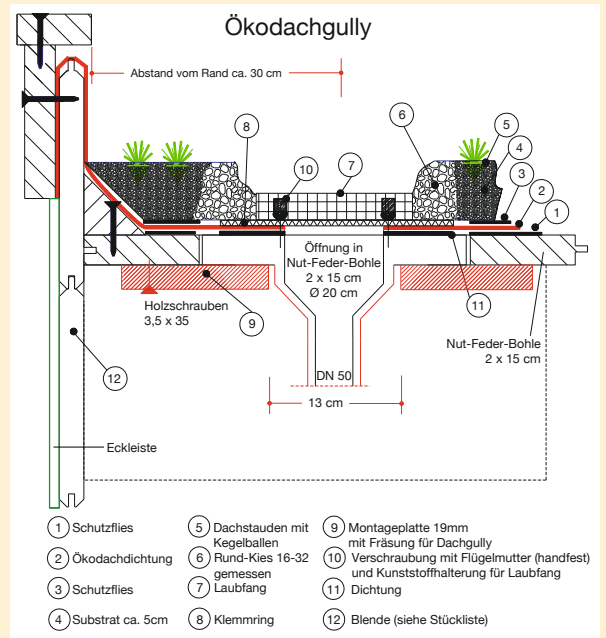 Ökodachgully
Abstand vom Rand ca. 30 cm
8
10
7
6
5
4
3
2
1
Öffnung in
Nut-Feder-Bohle
2 x 15 cm
Ø 20 cm
Holzschrauben
3,5 x 35
9
11
Nut-Feder-Bohle
2 x 15 cm
12
DN 50
13 cm
Eckleiste
1 Schutzflies
2 Ökodachdichtung
3 Schutzflies
4 Substrat ca. 5cm
5 Dachstauden mit
Kegelballen
6 Rund-Kies 16-32
gemessen
7 Laubfang
8 Klemmring
9 Montageplatte 19mm
mit Fräsung für Dachgully
10 Verschraubung mit Flügelmutter (handfest)
und Kunststoffhalterung für Laubfang
11 Dichtung
12 Blende (siehe Stückliste)